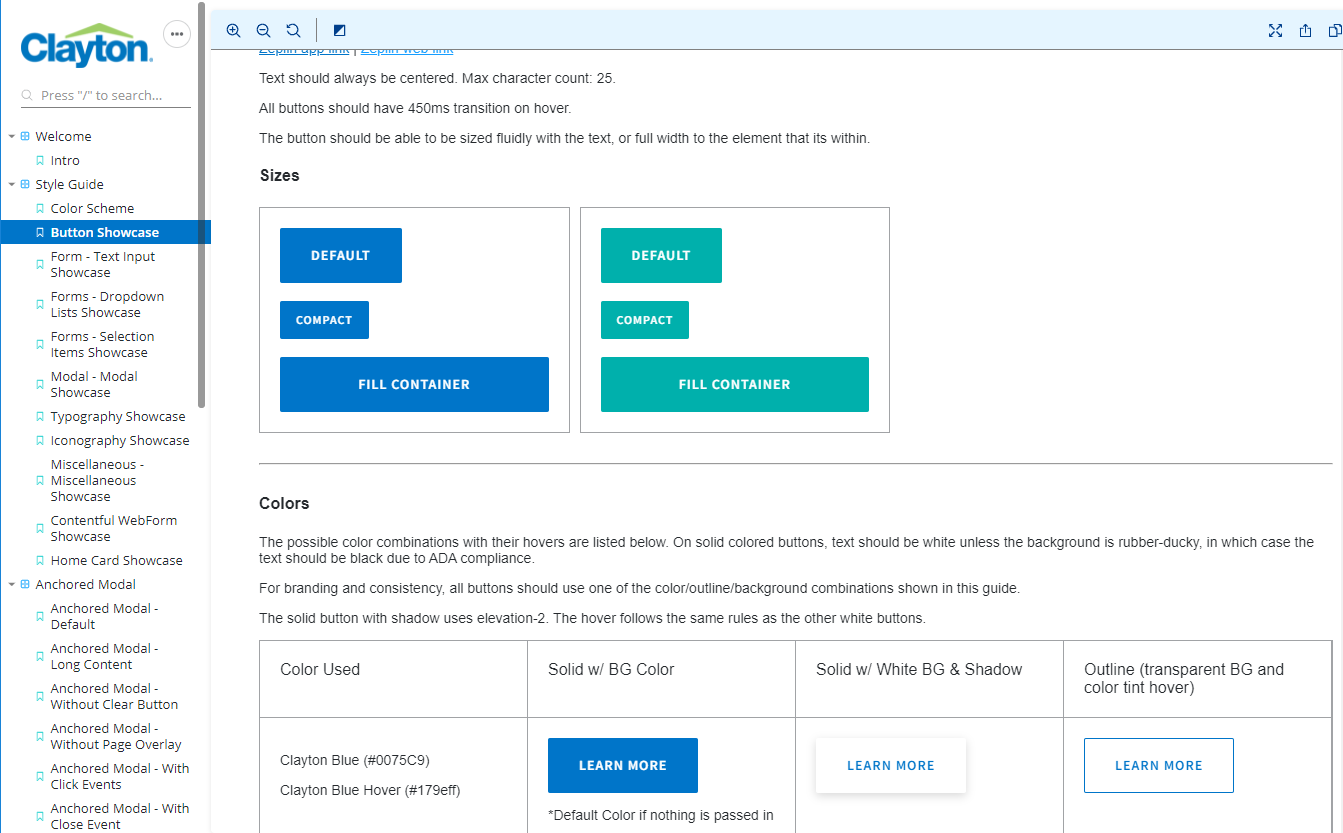 Clayton.
Press "/" to search...
Welcome
Intro
Style Guide
Color Scheme
Button Showcase
Form - Text Input
Showcase
Forms - Dropdown
Lists Showcase
Forms - Selection
Items Showcase
Modal - Modal
Showcase
Typography Showcase
Iconography Showcase
Miscellaneous -
Miscellaneous
Showcase
Contentful WebForm
Showcase
Home Card Showcase
Anchored Modal
Anchored Modal -
Default
Anchored Modal -
Long Content
Anchored Modal -
Without Clear Button
Anchored Modal -
Without Page Overlay
Anchored Modal - With
Click Events
Anchored Modal - With
Close Event
Zeplin app link | Zeplin web link
Text should always be centered. Max character count: 25.
All buttons should have 450ms transition on hover.
The button should be able to be sized fluidly with the text, or full width to the element that its within.
Sizes
DEFAULT
COMPACT
FILL CONTAINER
DEFAULT
COMPACT
FILL CONTAINER
Colors
The possible color combinations with their hovers are listed below. On solid colored buttons, text should be white unless the background is rubber-ducky, in which case the
text should be black due to ADA compliance.
For branding and consistency, all buttons should use one of the color/outline/background combinations shown in this guide.
The solid button with shadow uses elevation-2. The hover follows the same rules as the other white buttons.
Color Used
Solid w/ BG Color
Solid w/ White BG & Shadow
Outline (transparent BG and
color tint hover)
Clayton Blue (#0075C9)
Clayton Blue Hover (#179eff)
LEARN MORE
*Default Color if nothing is passed in
LEARN MORE
LEARN MORE